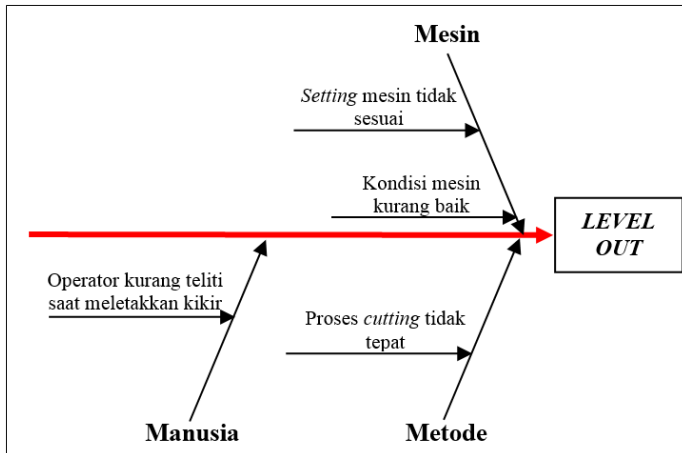 Mesin
Setting mesin tidak
sesuai
Kondisi mesin
kurang baik
LEVEL
OUT
Operator kurang teliti
saat meletakkan kikir
Proses cutting tidak
tepat
Manusia
Metode